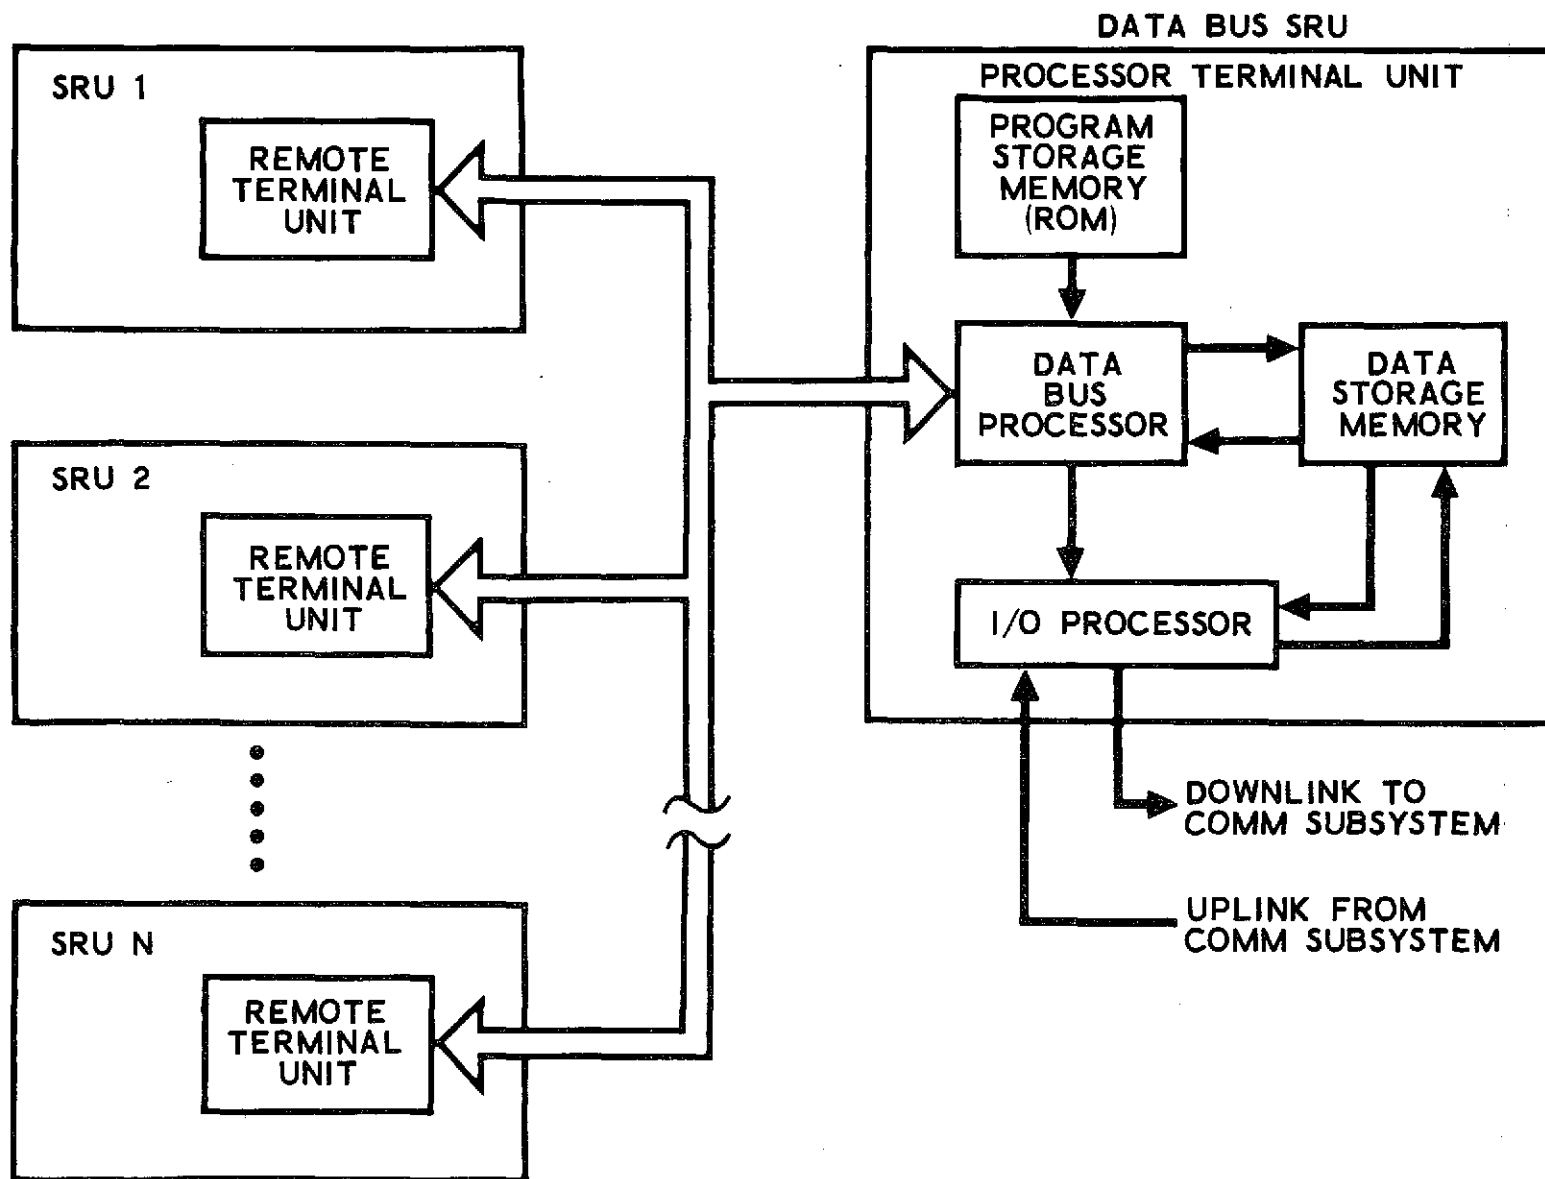 DATA BUS SRU
SRU 1
REMOTE
TERMINAL
UNIT
PROCESSOR TERMINAL UNIT
PROGRAM
STORAGE
MEMORY
(ROM)
DATA
BUS
PROCESSOR
DATA
STORAGE
MEMORY
SRU 2
REMOTE
TERMINAL
UNIT
I/O PROCESSOR
DOWNLINK TO
COMM SUBSYSTEM
UPLINK FROM
COMM SUBSYSTEM
SRU N
REMOTE
TERMINAL
UNIT